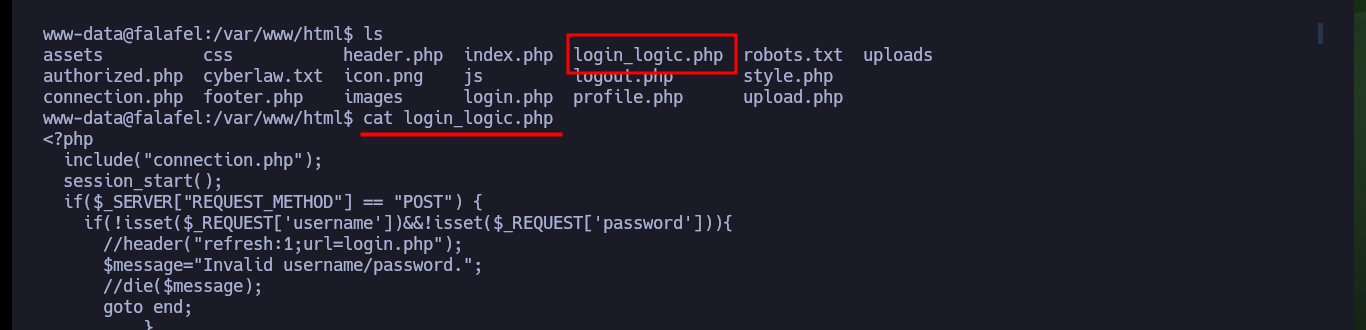 www-data@falafel:/var/www/html$ ls
assets css header.php index.php login_logic.php robots.txt uploads
authorized.php cyberlaw.txt icon.png js logout.php style.php
connection.php footer.php images login.php profile.php upload.php
www-data@falafel:/var/www/html$ cat login_logic.php
<?php
include("connection.php");
session_start();
if($_SERVER["REQUEST_METHOD"] == "POST") {
if(!isset($_REQUEST['username'])&&!isset($_REQUEST['password'])){
//header("refresh:1;url=login.php");
$message="Invalid username/password.";
//die($message);
goto end;
}